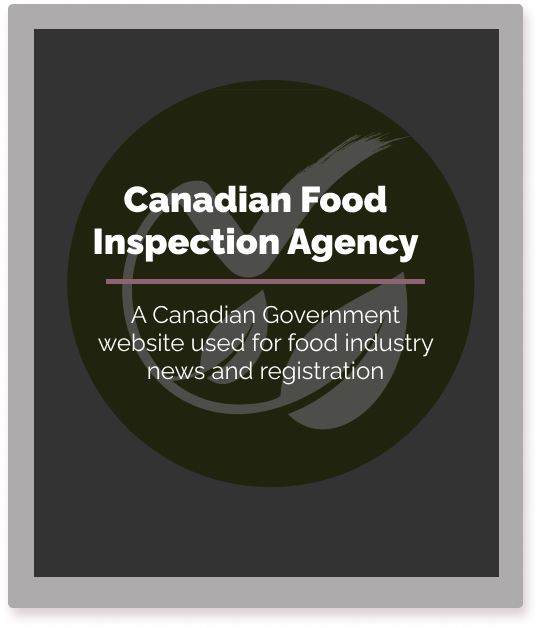 Canadian Food
Inspection Agency
A Canadian Government
website used for food industry
news and registration